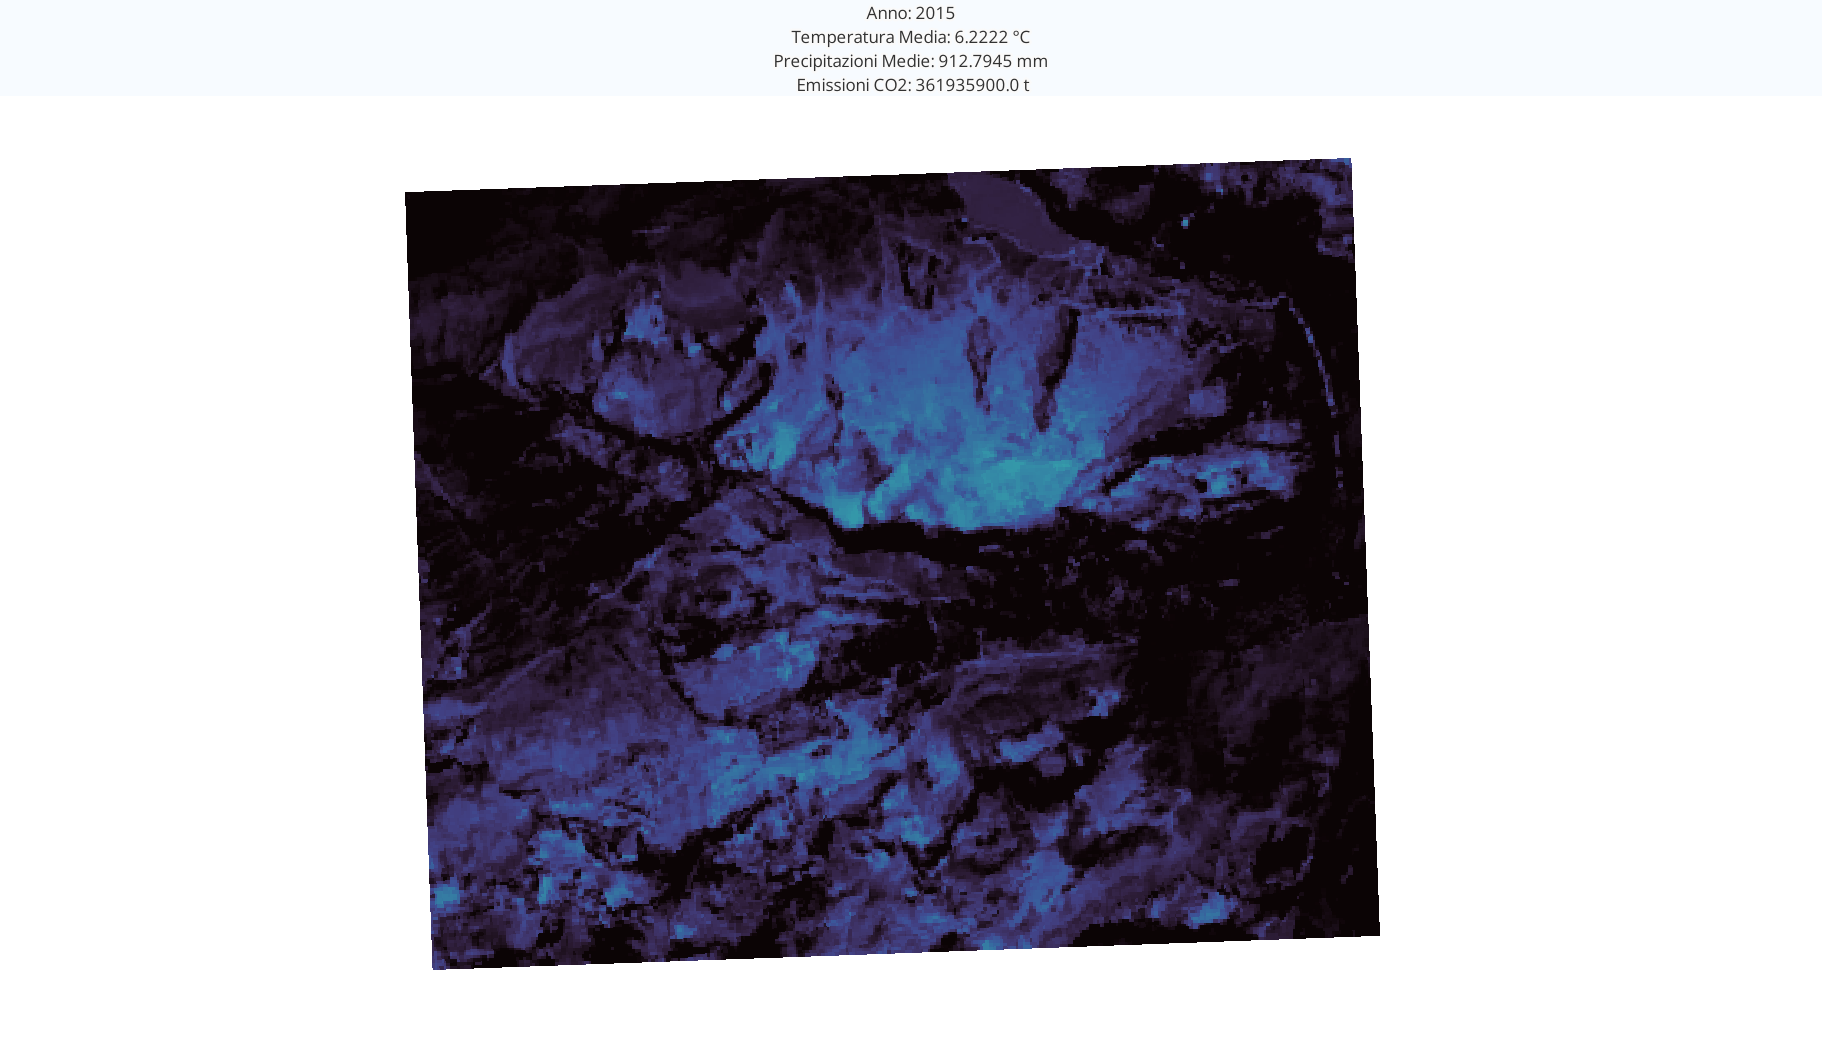 Anno: 2015
Temperatura Media: 6.2222 °C
Precipitazioni Medie: 912.7945 mm
Emissioni CO2: 361935900.0 t